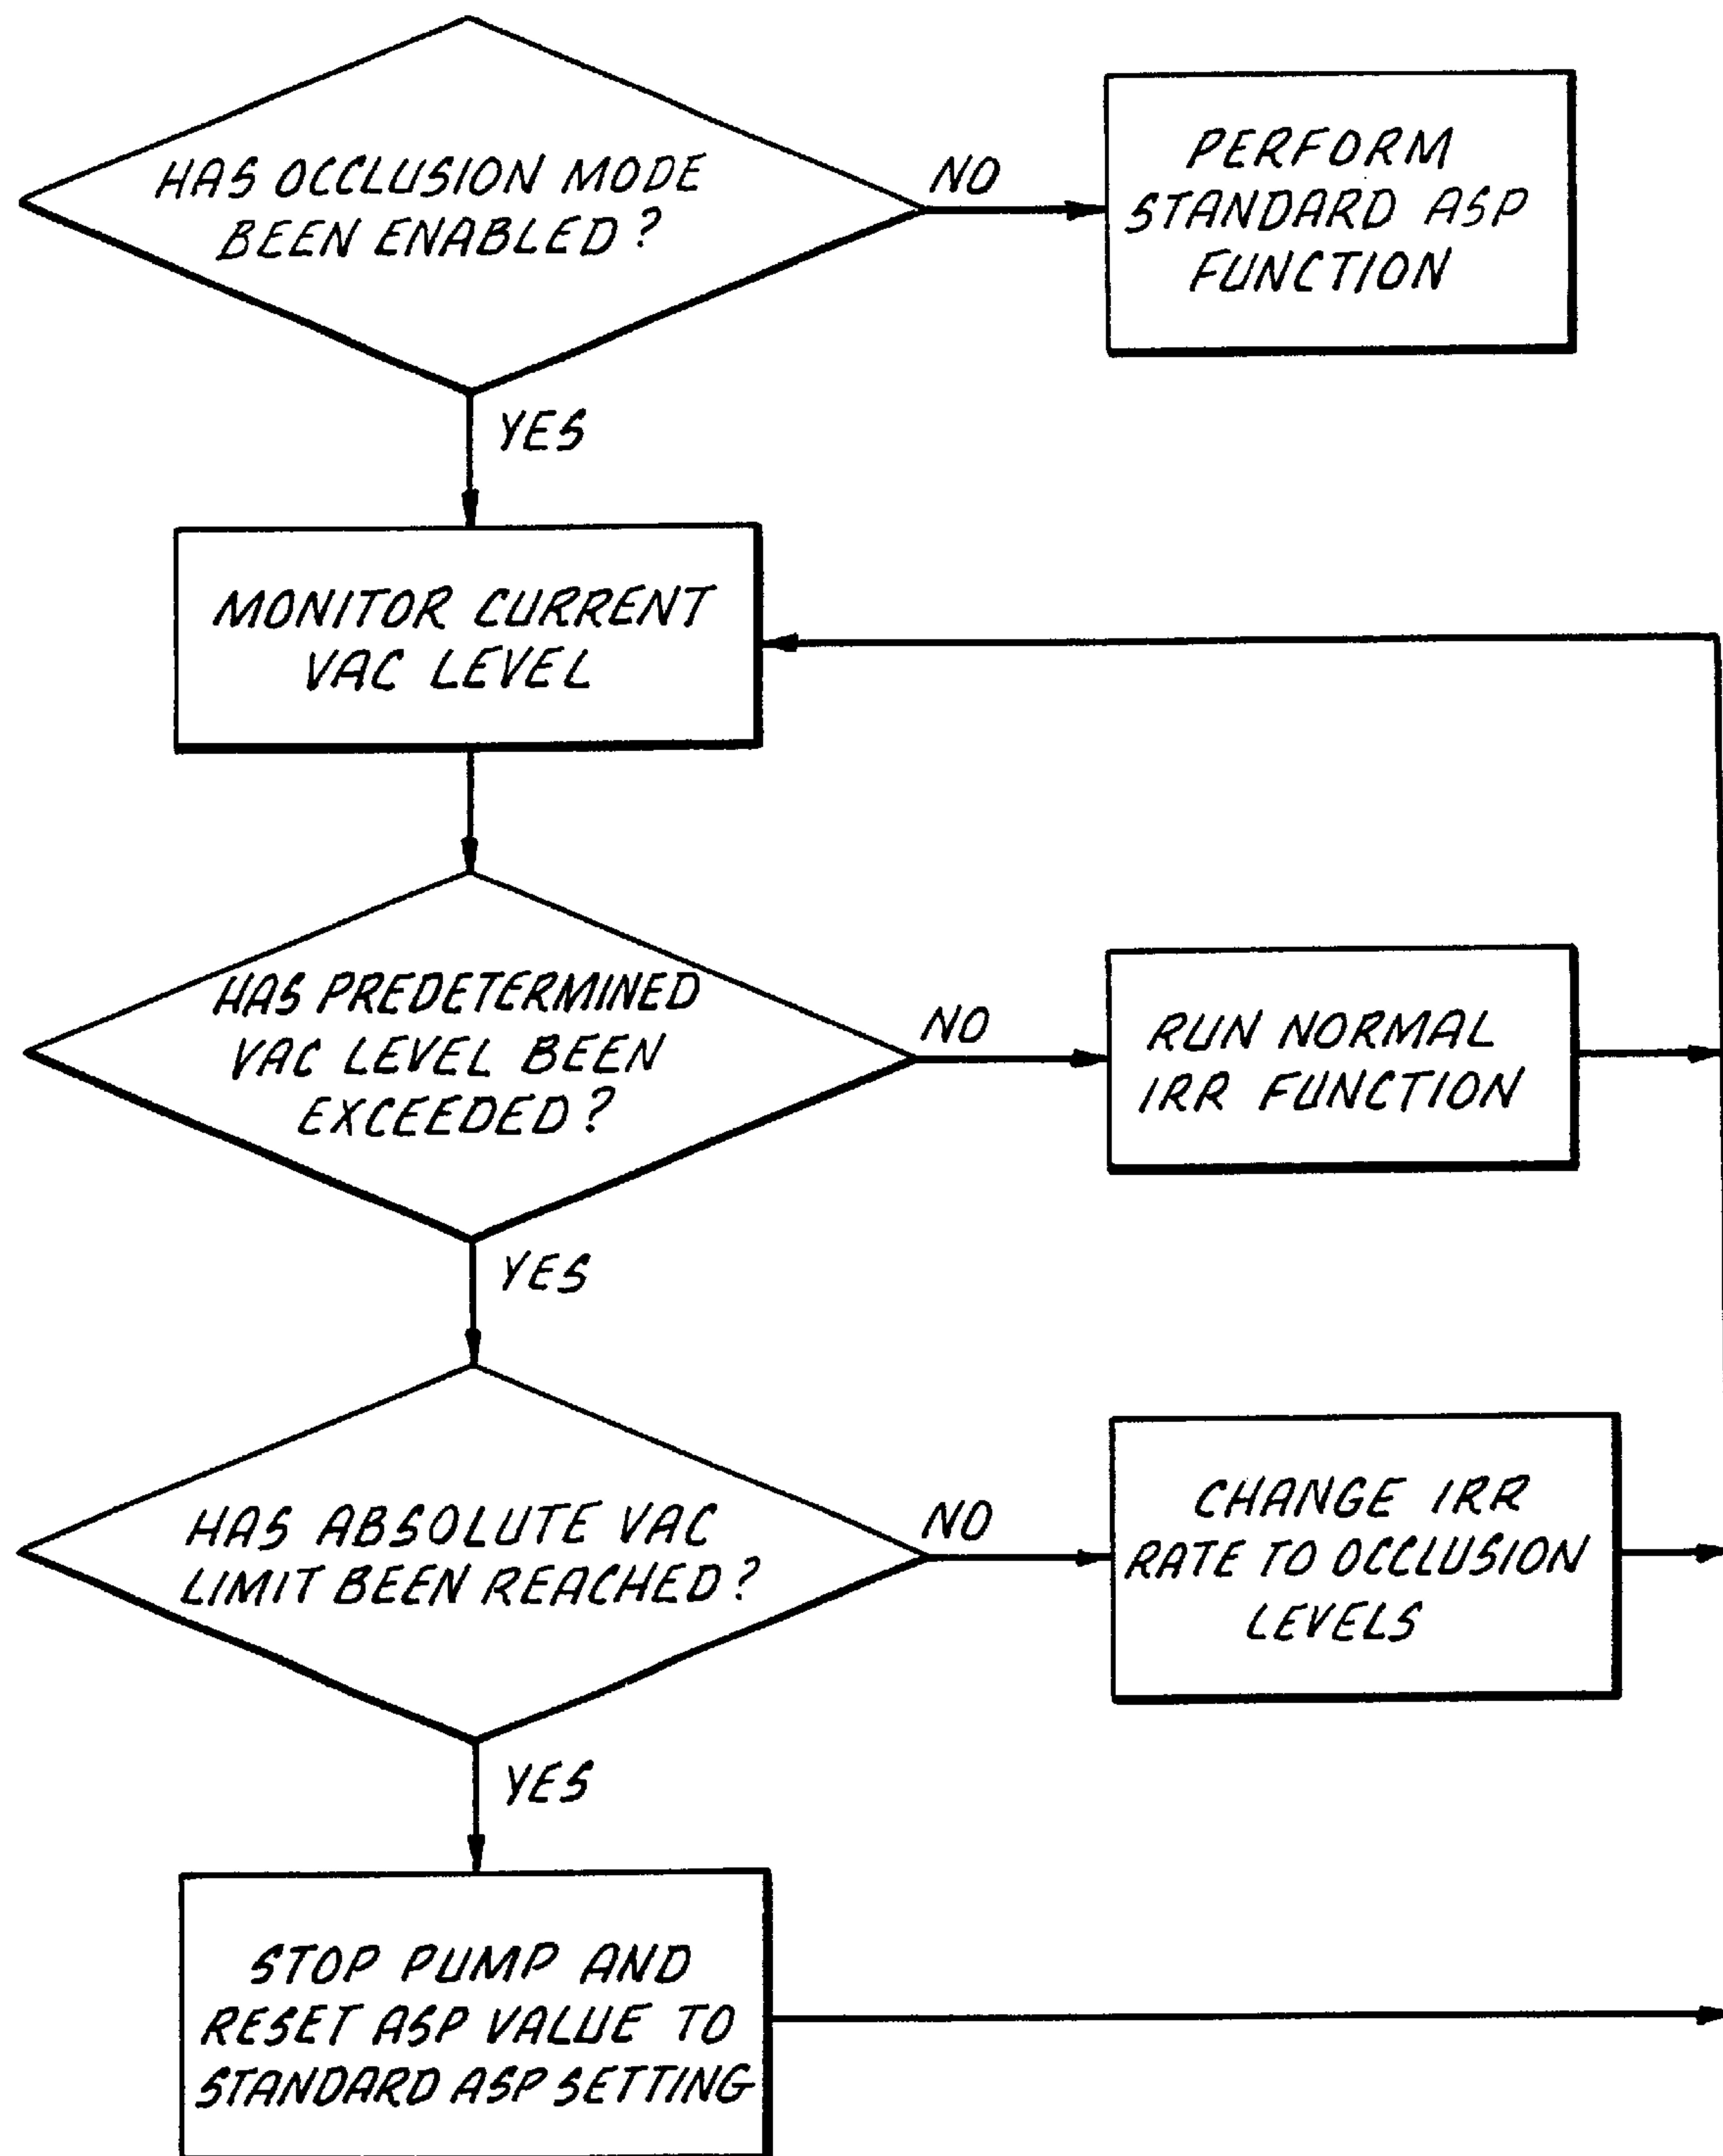 HAS OCCLUSION MODE
BEEN ENABLED?
NO
PERFORM
STANDARD ASP
FUNCTION
YES
MONITOR CURRENT
VAC LEVEL
HAS PREDETERMINED
VAC LEVEL BEEN
EXCEEDED?
NO
RUN NORMAL
IRR FUNCTION
YES
HAS ABSOLUTE VAC
LIMIT BEEN REACHED?
NO
CHANGE IRR
RATE TO OCCLUSION
LEVELS
YES
STOP PUMP AND
RESET ASP VALUE TO
STANDARD ASP SETTING